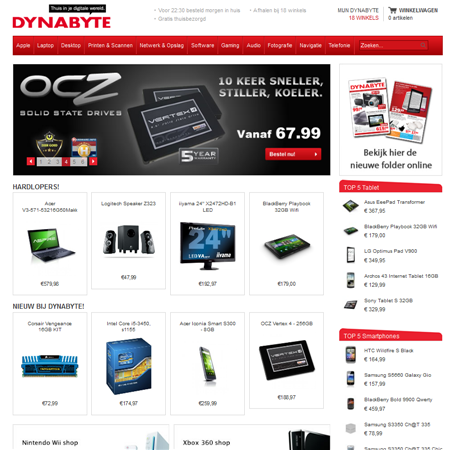 Thuis in je digitale wereld.
DYNABYTE
Voor 22:30 besteld morgen in huis
Afhalen bij 18 winkels
Gratis thuisbezorgd
MIJN DYNABYTE
18 WINKELS
WINKELWAGEN
0 artikelen
Apple Laptop Desktop Printen & Scannen Netwerk & Opslag Software Gaming Audio Fotografie Navigatie Telefonie Zoeken...
OCZ
SOLID STATE DRIVES
10 KEER SNELLER,
STILLER, KOELER.
VERTEX 4
Vanaf 67.99
5 YEAR
WARRANTY
Bestel nu!
1 2 3 4 5 6 7 8
DYNABYTE
Bekijk hier de
nieuwe folder online
HARDLOPERS!
Acer
V3-571-53216G50Makk
€579,98
Logitech Speaker Z323
€47,99
Iiyama 24" X2472HD-B1
LED
ProLite
24"
iiyama
€192,97
BlackBerry Playbook
32GB Wifi
€179,00
TOP 5 Tablet
Asus EeePad Transformer
€ 367,95
BlackBerry Playbook 32GB
Wifi
€ 179,00
LG Optimus Pad V900
€ 349,95
Archos 43 Internet Tablet 16GB
€ 129,95
Sony Tablet S 32GB
€ 329,99
NIEUW BIJ DYNABYTE!
Corsair Vengeance
16GB KIT
€72,99
Intel Core i5-3450,
s1155
€174,97
Acer Iconia Smart S300
- 8GB
€259,99
OCZ Vertex 4 - 256GB
€188,97
TOP 5 Smartphones
HTC Wildfire S Black
€ 164,99
Samsung S5660 Galaxy Gio
€ 157,99
BlackBerry Bold 9900 Qwerty
€ 459,97
Samsung E3353 Ch@T 335
€ 78,99
Samsung E3353 Ch@T 335
Nintendo Wii shop
Xbox 360 shop